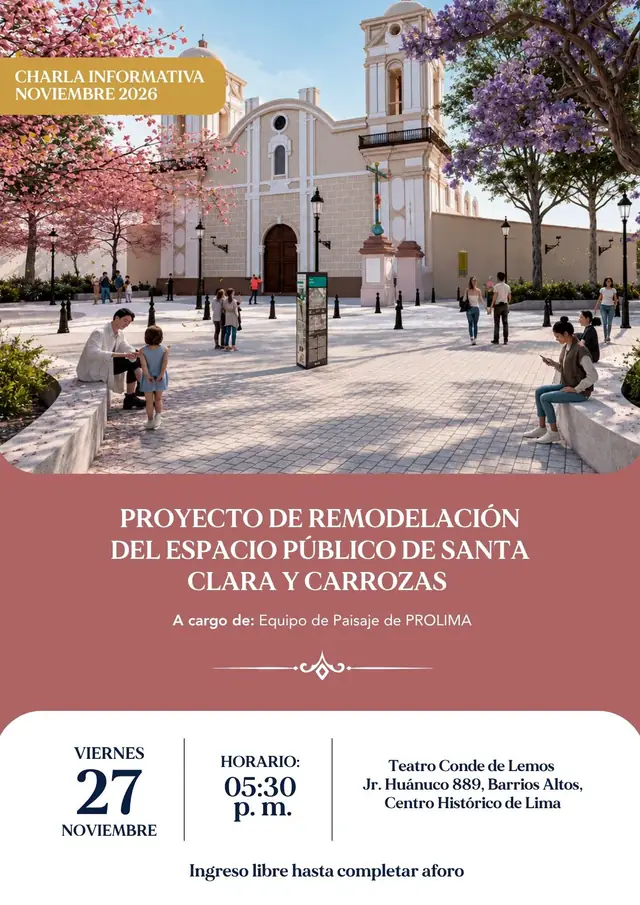 CHARLA INFORMATIVA
NOVIEMBRE 2026
PROYECTO DE REMODELACIÓN
DEL ESPACIO PÚBLICO DE SANTA
CLARA Y CARROZAS
A cargo de: Equipo de Paisaje de PROLIMA
VIERNES
27
NOVIEMBRE
HORARIO:
05:30
p. m.
Teatro Conde de Lemos
Jr. Huánuco 889, Barrios Altos,
Centro Histórico de Lima
Ingreso libre hasta completar aforo